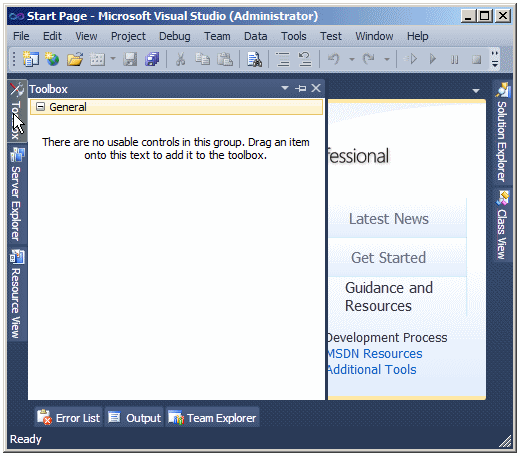 Start Page - Microsoft Visual Studio (Administrator)
File Edit View Project Debug Team Data Tools Test Window Help
Toolbox
Toolbox
General
There are no usable controls in this group. Drag an item
onto this text to add it to the toolbox.
Server Explorer
Resource View
fessional
Latest News
Get Started
Guidance and
Resources
Development Process
MSDN Resources
Additional Tools
Solution Explorer
Class View
Error List Output Team Explorer
Ready